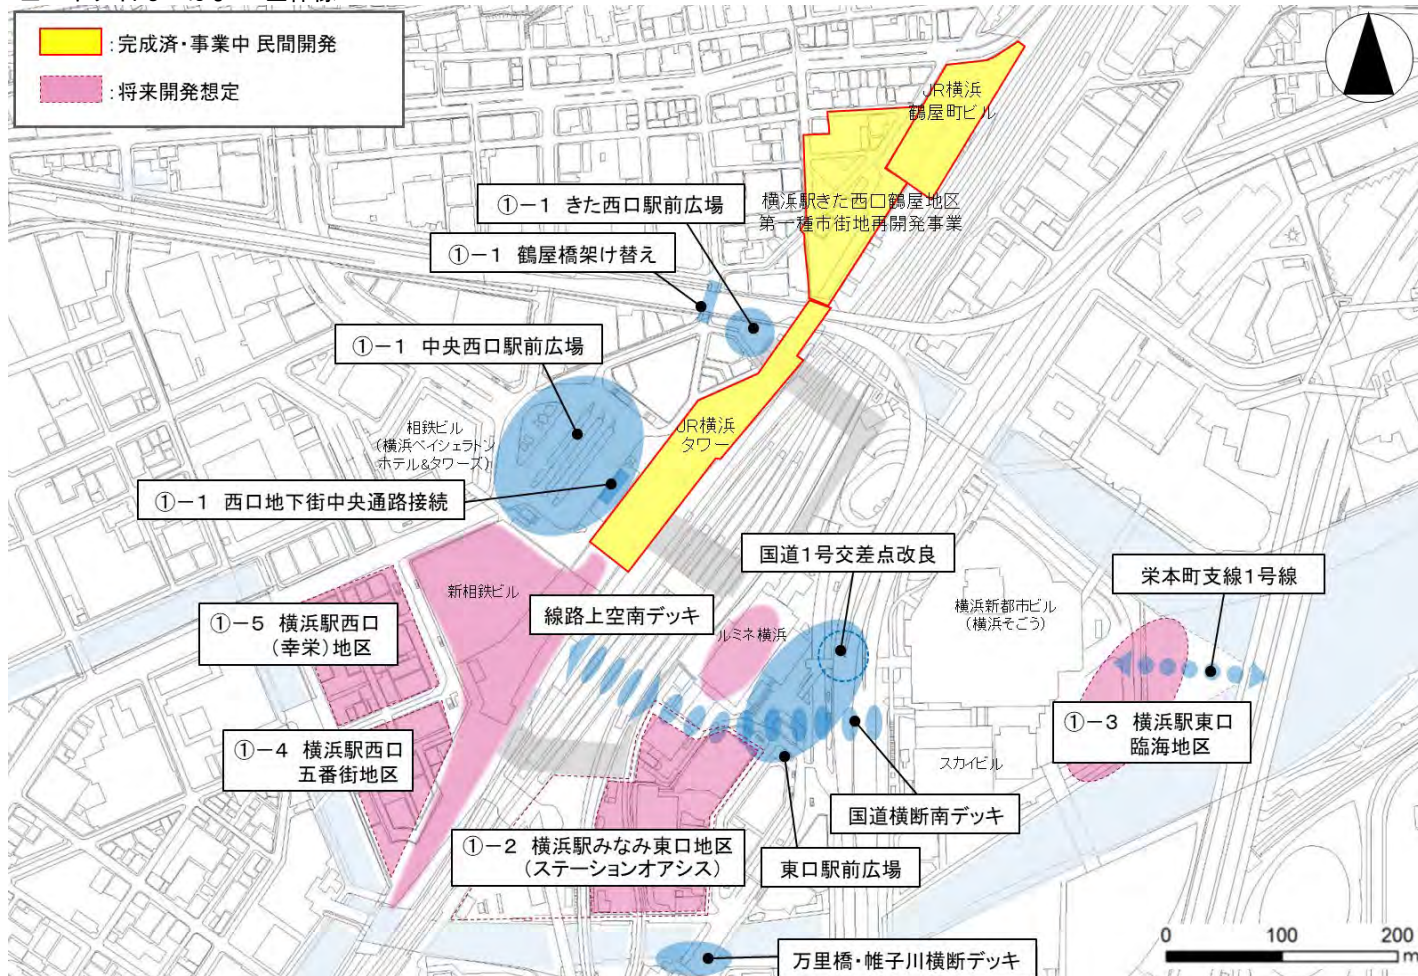 :完成済・事業中 民間開発
:将来開発想定
JR横浜
鶴屋町ビル
①-1 きた西口駅前広場
横浜駅きた西口鶴屋地区
第一種市街地再開発事業
①-1 鶴屋橋架け替え
①-1 中央西口駅前広場
相鉄ビル
(横浜ベイシェラトン
ホテル&タワーズ)
JR横浜
タワー
①-1 西口地下街中央通路接続
国道1号交差点改良
栄本町支線1号線
新相鉄ビル
線路上空南デッキ
ルミネ横浜
横浜新都市ビル
(横浜そごう)
①-5 横浜駅西口
(幸栄)地区
①-3 横浜駅東口
臨海地区
①-4 横浜駅西口
五番街地区
スカイビル
国道横断南デッキ
①-2 横浜駅みなみ東口地区
(ステーションオアシス)
東口駅前広場
万里橋・帷子川横断デッキ
0 100 200
m